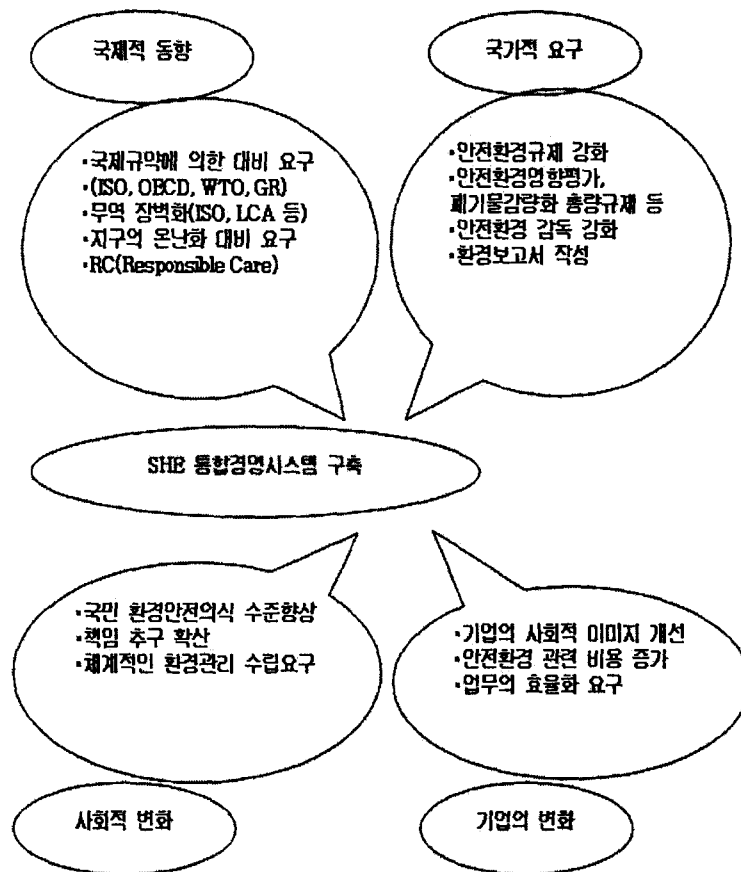 국제적 동향
국가적 요구
•국제규약에 의한 대비 요구
•(ISO, OECD, WTO, GR)
•무역 장벽화(ISO, LCA 등)
•지구의 온난화 대비 요구
•RC(Responsible Care)
•안전환경규제 강화
•안전환경영향평가,
폐기물감량화 총량규제 등
•안전환경 감독 강화
•환경보고서 작성
SHE 통합경영시스템 구축
•국민 환경안전의식 수준향상
•책임 추구 확산
•체계적인 환경관리 수립요구
•기업의 사회적 이미지 개선
•안전환경 관련 비용 증가
•업무의 효율화 요구
사회적 변화
기업의 변화